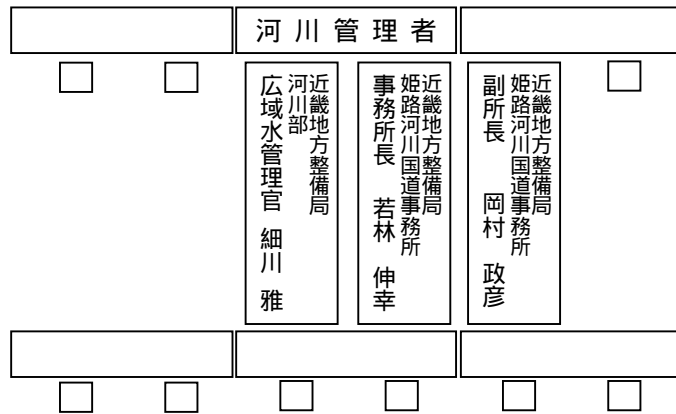 河川管理者
近畿地方整備局
河川部
広域水管理官 細川 雅
近畿地方整備局
姫路河川国道事務所
事務所長 若林 伸幸
近畿地方整備局
姫路河川国道事務所
副所長 岡村 政彦